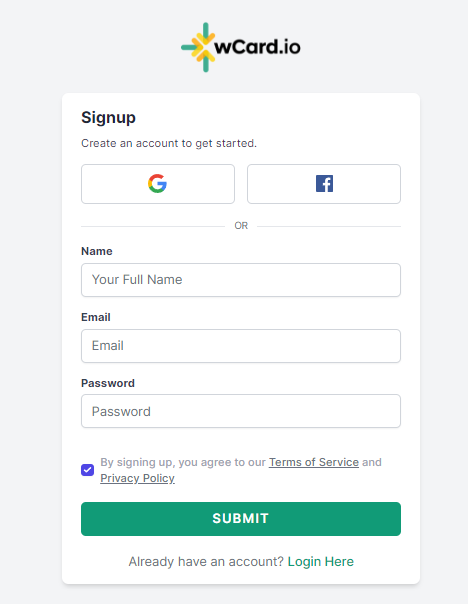 wCard.io
Signup
Create an account to get started.
OR
Name
Your Full Name
Email
Email
Password
Password
By signing up, you agree to our Terms of Service and
Privacy Policy
SUBMIT
Already have an account? Login Here